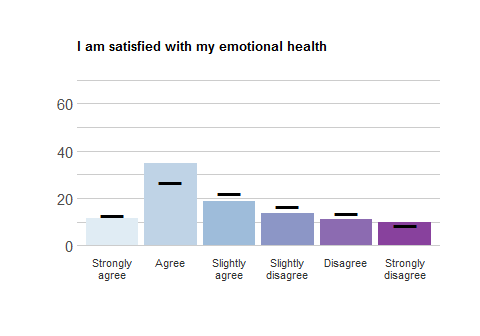 I am satisfied with my emotional health
60
40
20
0
Strongly agree
Agree
Slightly agree
Slightly disagree
Disagree
Strongly disagree